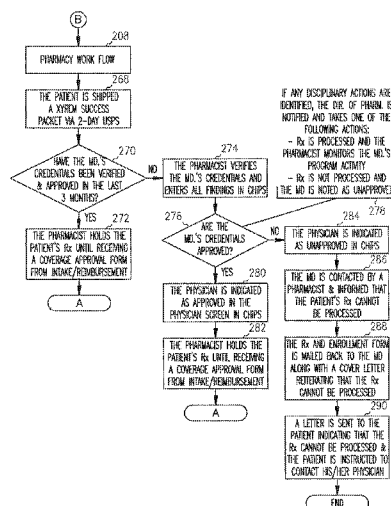 B
208
PHARMACY WORK FLOW
268
THE PATIENT IS SHIPPED
A XYREM SUCCESS
PACKET VIA 2-DAY USPS
270
HAVE THE MD.'S
CREDENTIALS BEEN VERIFIED
& APPROVED IN THE LAST
3 MONTHS?
NO
YES
272
THE PHARMACIST HOLDS THE
PATIENT'S Rx UNTIL RECEIVING
A COVERAGE APPROVAL FORM
FROM INTAKE/REIMBURSEMENT
A
274
THE PHARMACIST VERIFIES
THE MD.'S CREDENTIALS AND
ENTERS ALL FINDINGS IN CHIPS
276
ARE THE
MD.'S CREDENTIALS
APPROVED?
NO
YES
280
THE PHYSICIAN IS INDICATED
AS APPROVED IN THE
PHYSICIAN SCREEN IN CHIPS
282
THE PHARMACIST HOLDS THE
PATIENT'S Rx UNTIL RECEIVING
A COVERAGE APPROVAL FORM
FROM INTAKE/REIMBURSEMENT
A
IF ANY DISCIPLINARY ACTIONS ARE
IDENTIFIED, THE DIR. OF PHARM. IS
NOTIFIED AND TAKES ONE OF THE
FOLLOWING ACTIONS:
- Rx IS PROCESSED AND THE
PHARMACIST MONITORS THE MD.'S
PROGRAM ACTIVITY
- Rx IS NOT PROCESSED AND
THE MD IS NOTED AS UNAPPROVED
278
284
THE PHYSICIAN IS INDICATED
AS UNAPPROVED IN CHIPS
286
THE MD IS CONTACTED BY A
PHARMACIST & INFORMED THAT
THE PATIENT'S RX CANNOT
BE PROCESSED
288
THE Rx AND ENROLLMENT FORM
IS MAILED BACK TO THE MD
ALONG WITH A COVER LETTER
REITERATING THAT THE Rx
CANNOT BE PROCESSED
290
A LETTER IS SENT TO THE
PATIENT INDICATING THAT THE
Rx CANNOT BE PROCESSED &
THE PATIENT IS INSTRUCTED TO
CONTACT HIS/HER PHYSICIAN
END